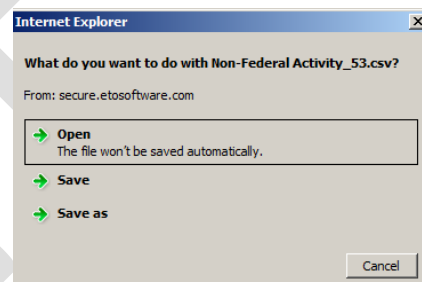 Internet Explorer
What do you want to do with Non-Federal Activity_53.csv?
From: secure.etosoftware.com
Open
The file won't be saved automatically.
Save
Save as
Cancel